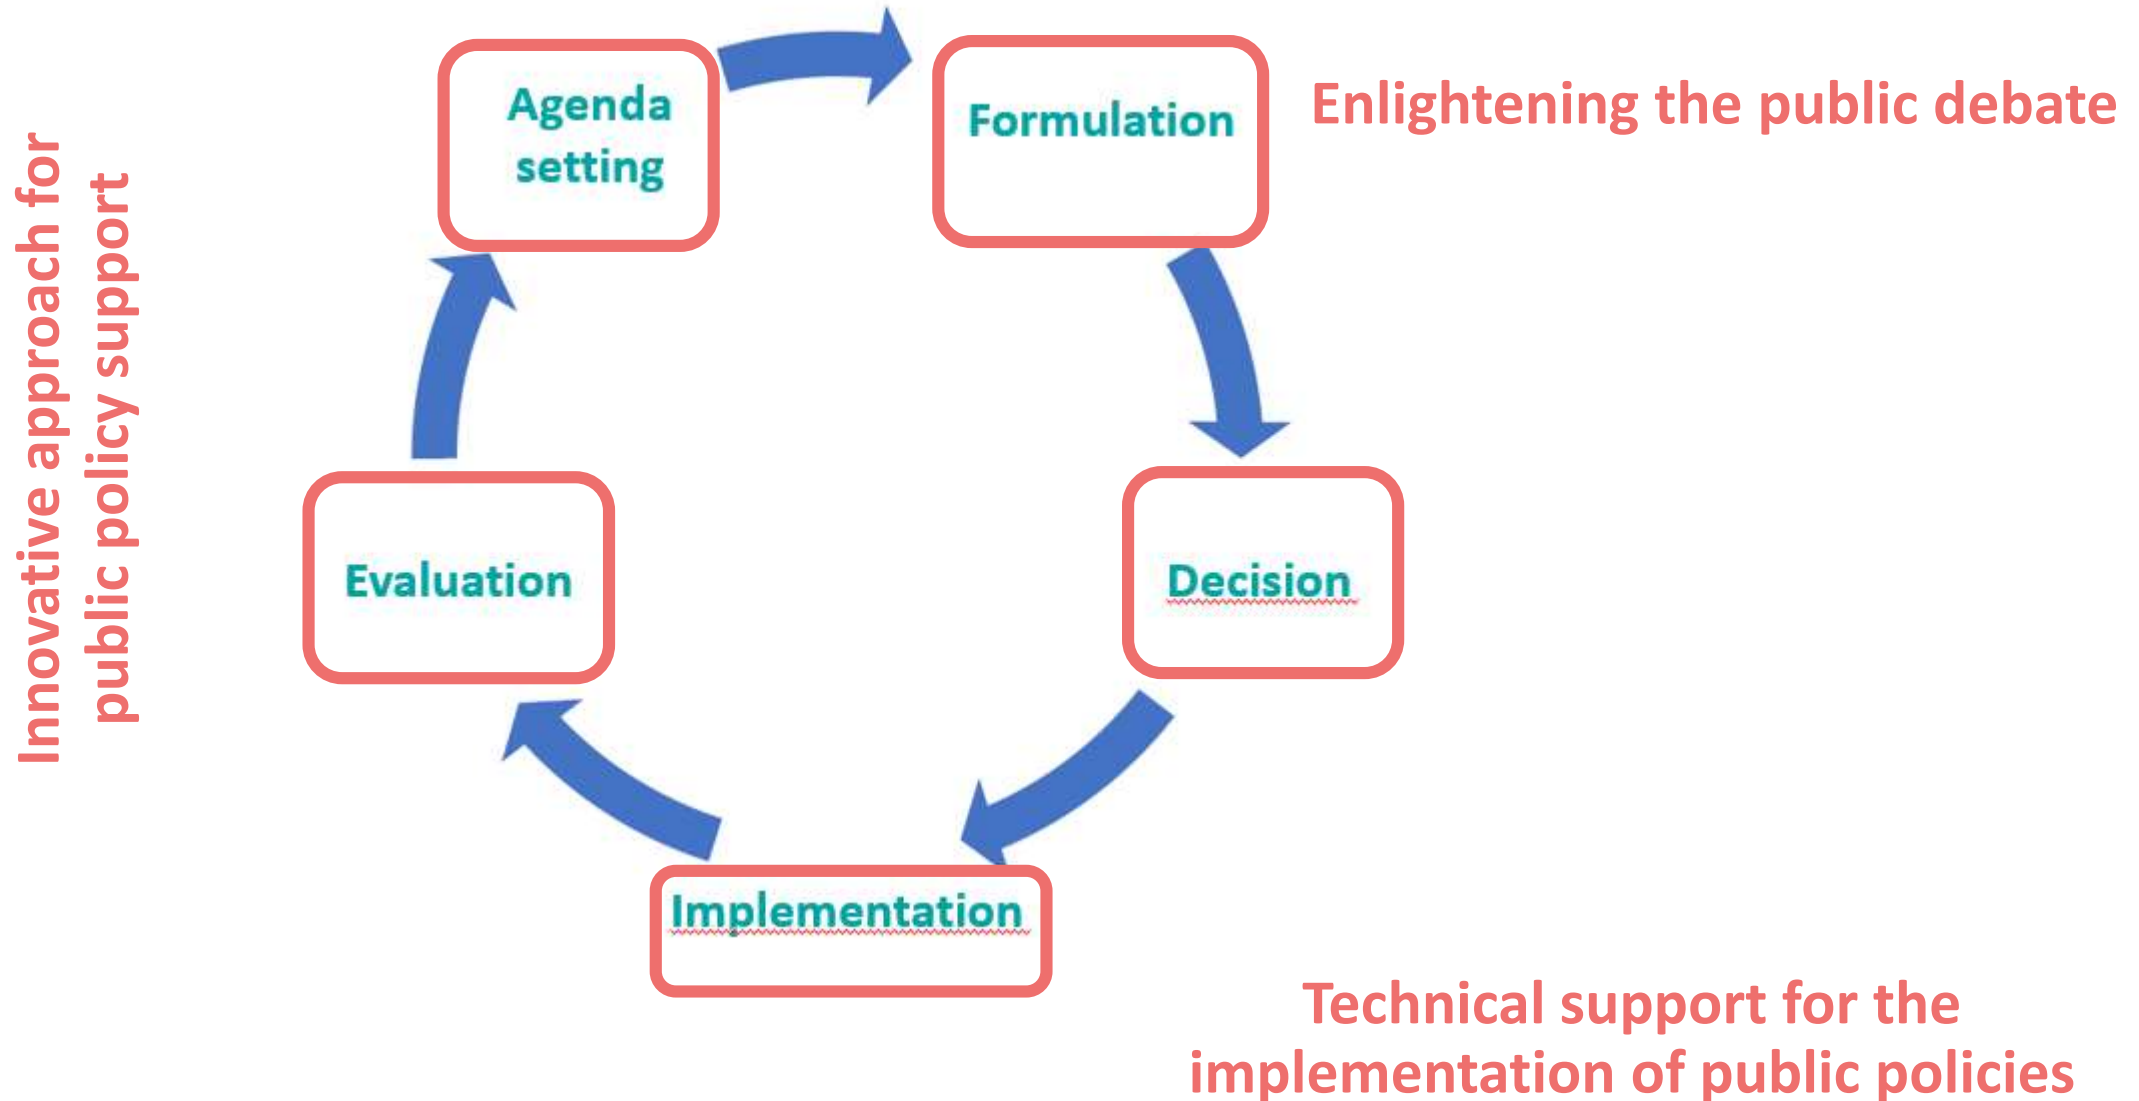 Agenda
setting
Formulation
Enlightening the public debate
Innovative approach for
public policy support
Evaluation
Decision
Implementation
Technical support for the
implementation of public policies